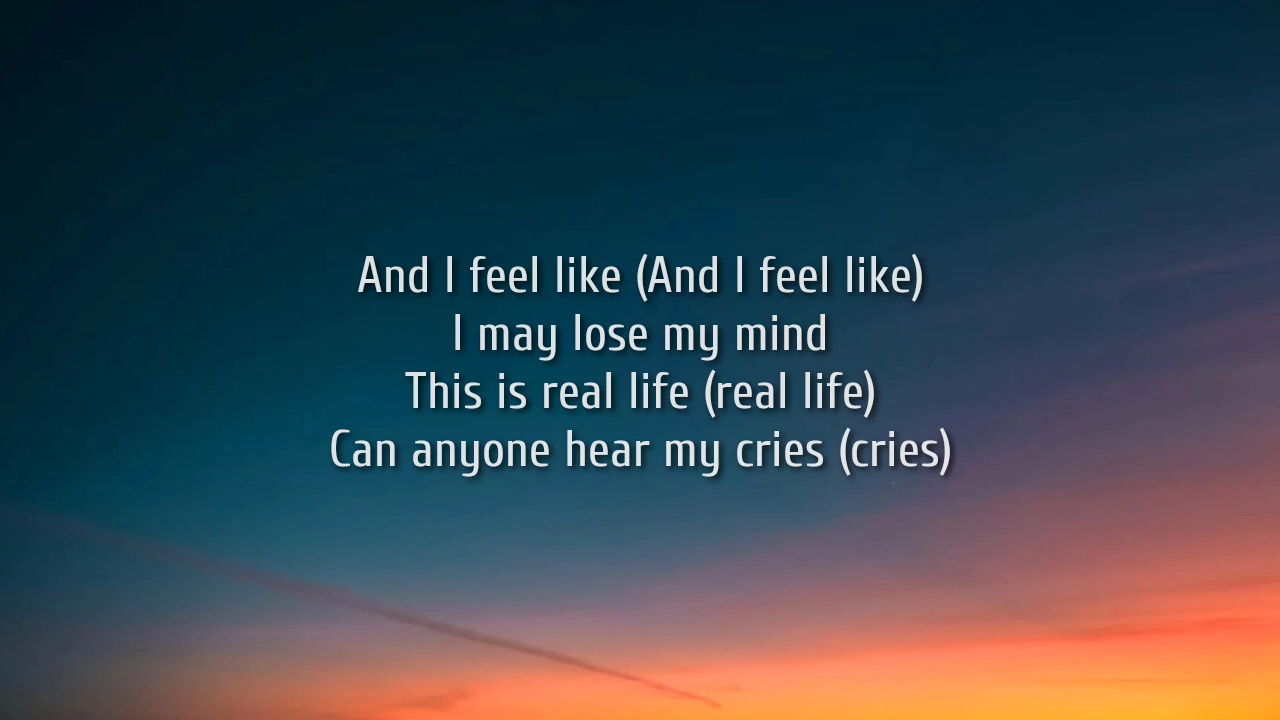 And I feel like (And I feel like)
I may lose my mind
This is real life (real life)
Can anyone hear my cries (cries)